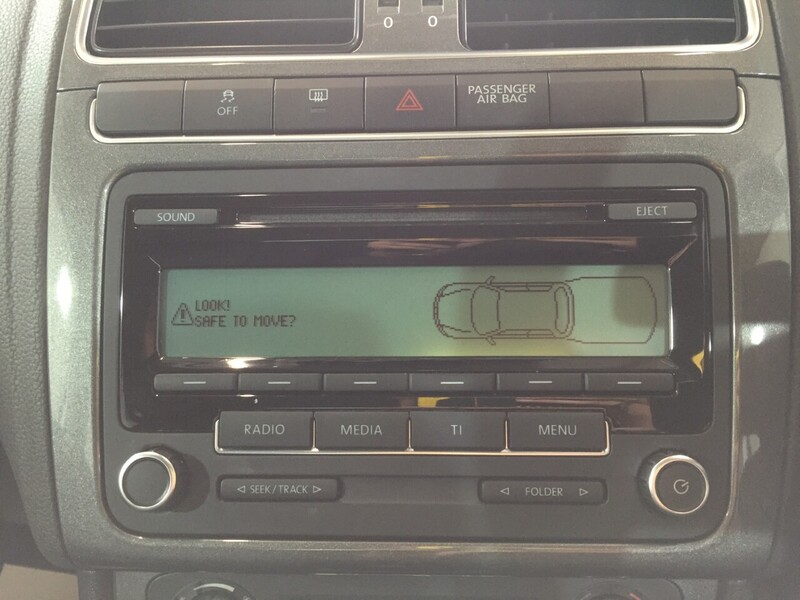 0 0
OFF
PASSENGER
AIR BAG
SOUND
EJECT
LOOK!
SAFE TO MOVE?
RADIO
MEDIA
TI
MENU
SEEK / TRACK
FOLDER